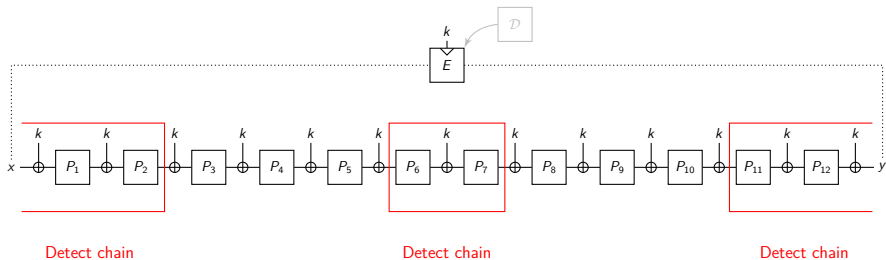 k
𝒟
E
k k k k k k k k k k k k k
x P₁ P₂ P₃ P₄ P₅ P₆ P₇ P₈ P₉ P₁₀ P₁₁ P₁₂ y
Detect chain Detect chain Detect chain